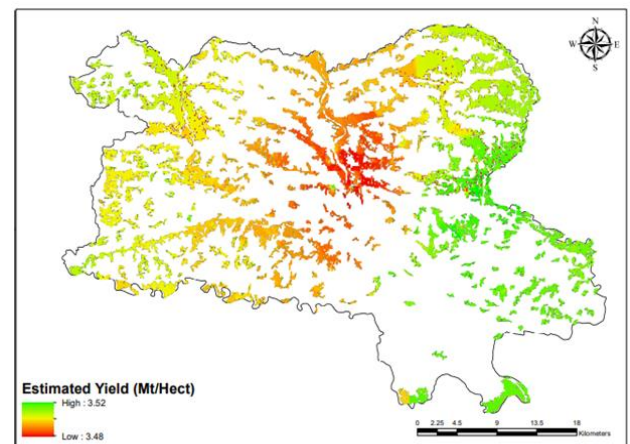 N
W E
S
Estimated Yield (Mt/Hect)
High : 3.52
Low : 3.48
0 2.25 4.5 9 13.5 18
Kilometers